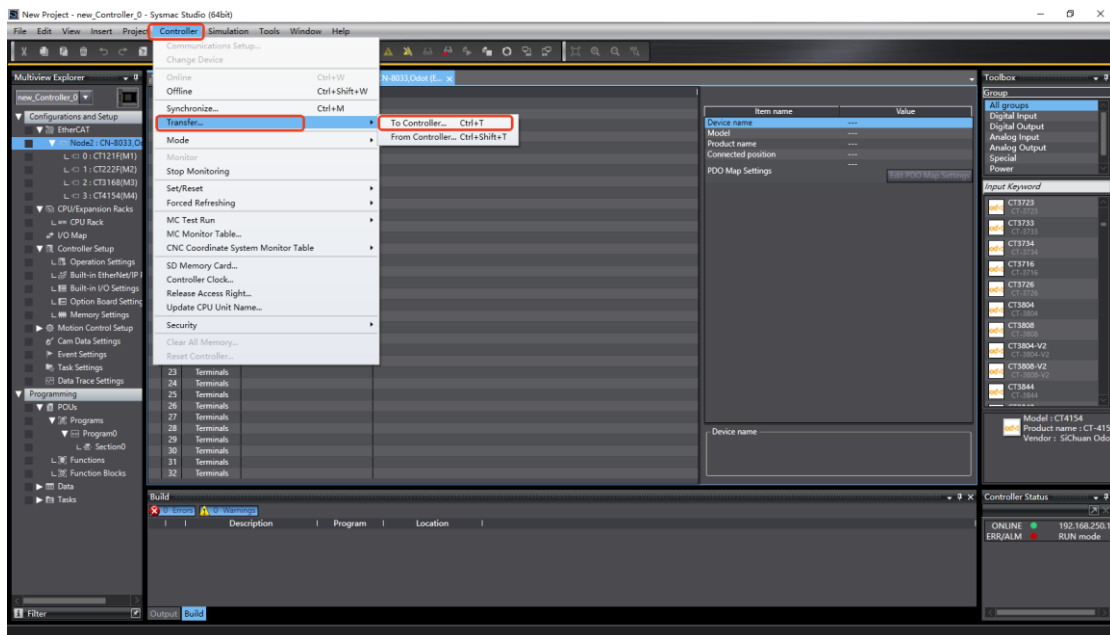 New Project - new_Controller_0 - Sysmac Studio (64bit)
File Edit View Insert Project Controller Simulation Tools Window Help
Multiview Explorer
new_Controller_0
Configurations and Setup
EtherCAT
Node2 : CN-8033,Od
0 : CT121F(M1)
1 : CT222F(M2)
2 : CT3168(M3)
3 : CT4154(M4)
CPU/Expansion Racks
CPU Rack
I/O Map
Controller Setup
Operation Settings
Built-in EtherNet/IP P
Built-in I/O Settings
Option Board Setting
Memory Settings
Motion Control Setup
Cam Data Settings
Event Settings
Task Settings
Data Trace Settings
Programming
POUs
Programs
Program0
Section0
Functions
Function Blocks
Data
Tasks
Filter
Communications Setup...
Change Device
Online Ctrl+W
Offline Ctrl+Shift+W
Synchronize... Ctrl+M
Transfer...
Mode
Monitor
Stop Monitoring
Set/Reset
Forced Refreshing
MC Test Run
MC Monitor Table...
CNC Coordinate System Monitor Table
SD Memory Card...
Controller Clock...
Release Access Right...
Update CPU Unit Name...
Security
Clear All Memory...
Reset Controller...
To Controller... Ctrl+T
From Controller... Ctrl+Shift+T
N-8033,Odot (E...
23 Terminals
24 Terminals
25 Terminals
26 Terminals
27 Terminals
28 Terminals
29 Terminals
30 Terminals
31 Terminals
32 Terminals
Item name Value
Device name ---
Model ---
Product name ---
Connected position ---
PDO Map Settings ---
Edit PDO Map Settings
Device name
Build
0 Errors 0 Warnings
Description Program Location
Output Build
Toolbox
Group
All groups
Digital Input
Digital Output
Analog Input
Analog Output
Special
Power
Input Keyword
CT3723
CT-3723
CT3733
CT-3733
CT3734
CT-3734
CT3716
CT-3716
CT3726
CT-3726
CT3804
CT-3804
CT3808
CT-3808
CT3804-V2
CT-3804-V2
CT3808-V2
CT-3808-V2
CT3844
CT-3844
Model : CT4154
Product name : CT-415
Vendor : SiChuan Odo
Controller Status
ONLINE 192.168.250.1
ERR/ALM RUN mode